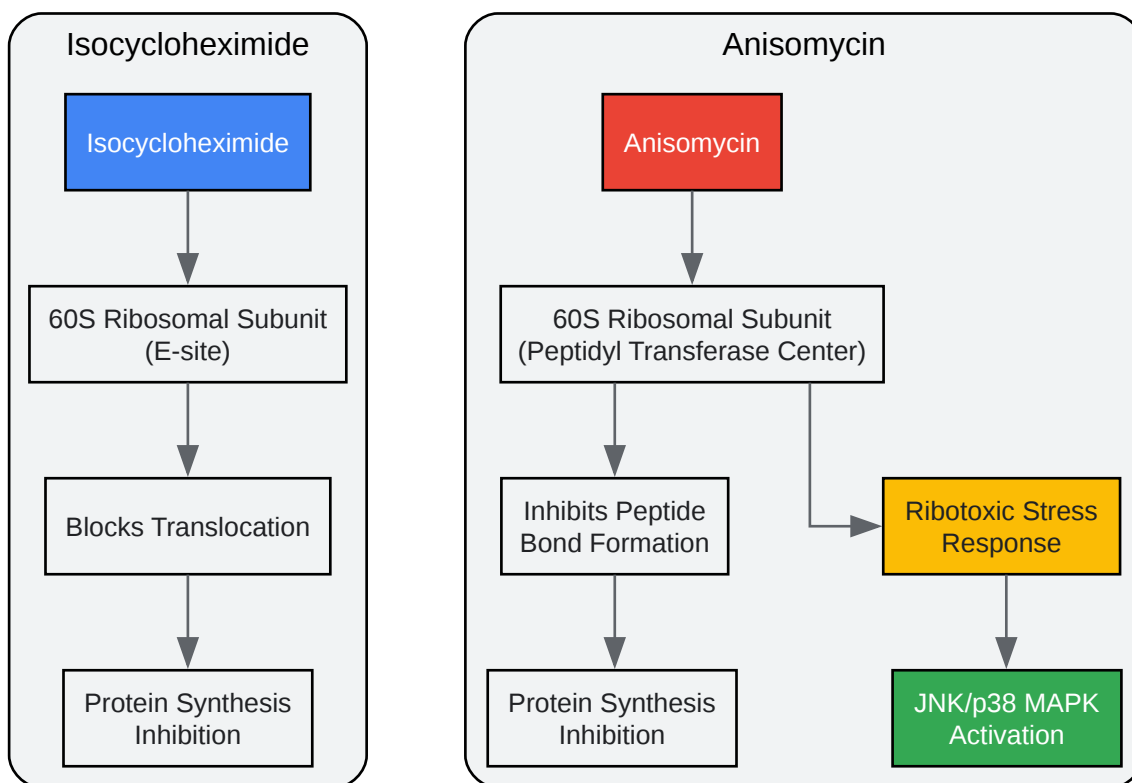 Isocycloheximide
Isocycloheximide
60S Ribosomal Subunit
(E-site)
Blocks Translocation
Protein Synthesis
Inhibition
Anisomycin
Anisomycin
60S Ribosomal Subunit
(Peptidyl Transferase Center)
Inhibits Peptide
Bond Formation
Ribotoxic Stress
Response
Protein Synthesis
Inhibition
JNK/p38 MAPK
Activation